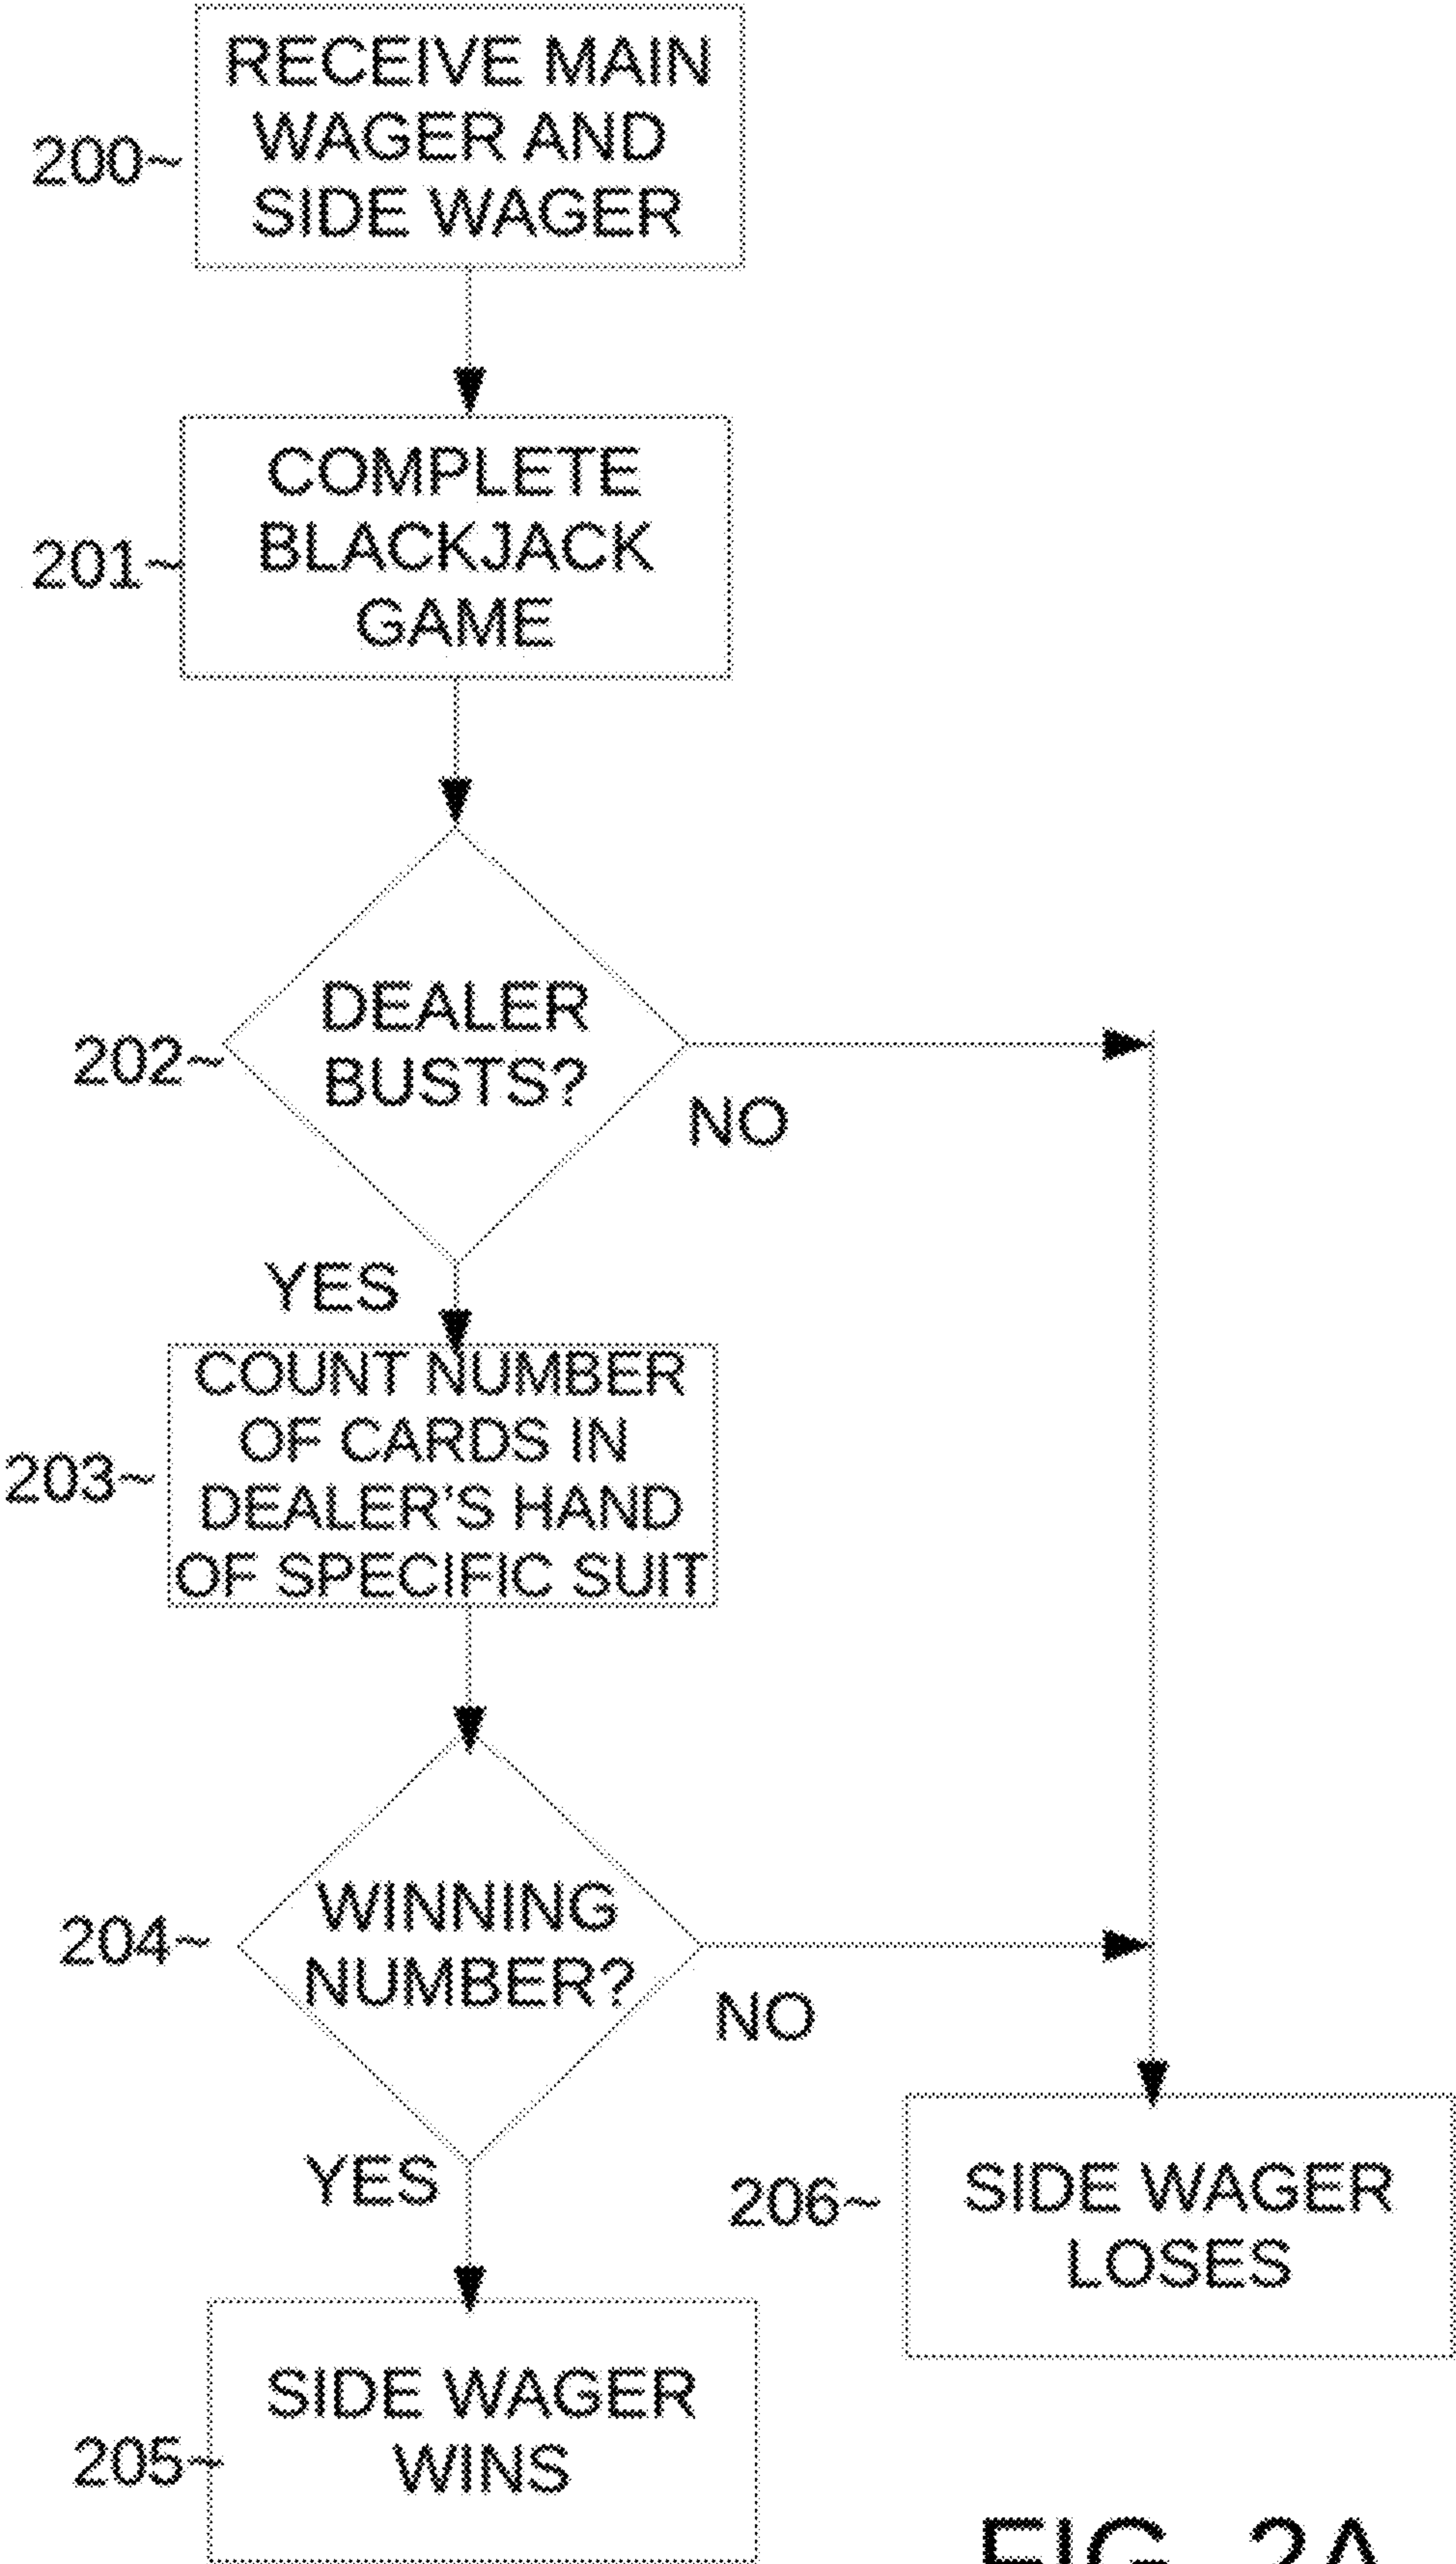 RECEIVE MAIN
WAGER AND
SIDE WAGER
200~
COMPLETE
BLACKJACK
GAME
201~
DEALER
BUSTS?
202~
NO
YES
COUNT NUMBER
OF CARDS IN
DEALER'S HAND
OF SPECIFIC SUIT
203~
WINNING
NUMBER?
204~
NO
YES
206~
SIDE WAGER
LOSES
SIDE WAGER
WINS
205~
FIG. 2A